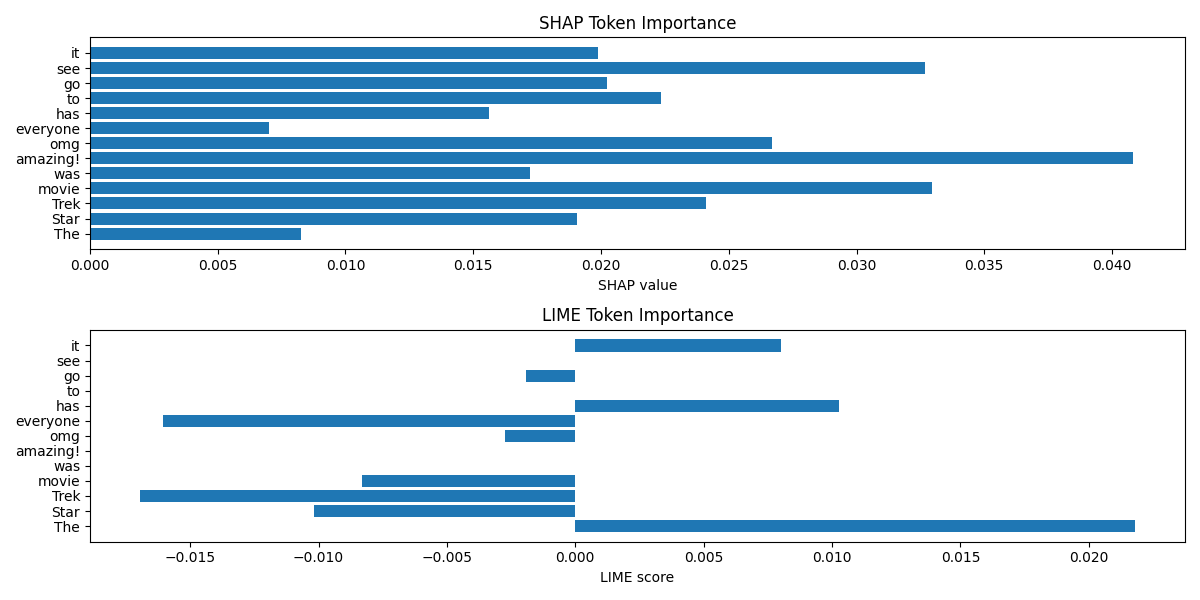 SHAP Token Importance
it
see
go
to
has
everyone
omg
amazing!
was
movie
Trek
Star
The
0.000 0.005 0.010 0.015 0.020 0.025 0.030 0.035 0.040
SHAP value
LIME Token Importance
it
see
go
to
has
everyone
omg
amazing!
was
movie
Trek
Star
The
−0.015 −0.010 −0.005 0.000 0.005 0.010 0.015 0.020
LIME score